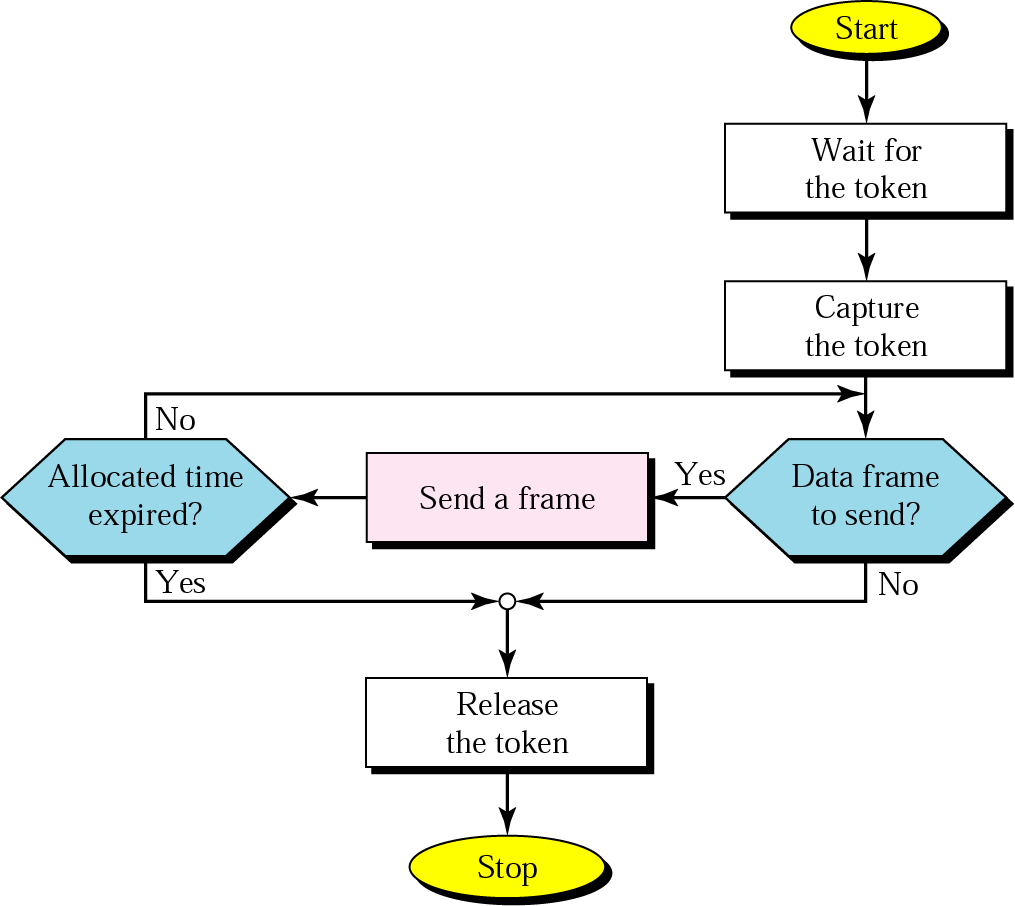 Start
Wait for
the token
Capture
the token
No
Allocated time
expired?
Send a frame
Yes
Data frame
to send?
Yes
No
Release
the token
Stop